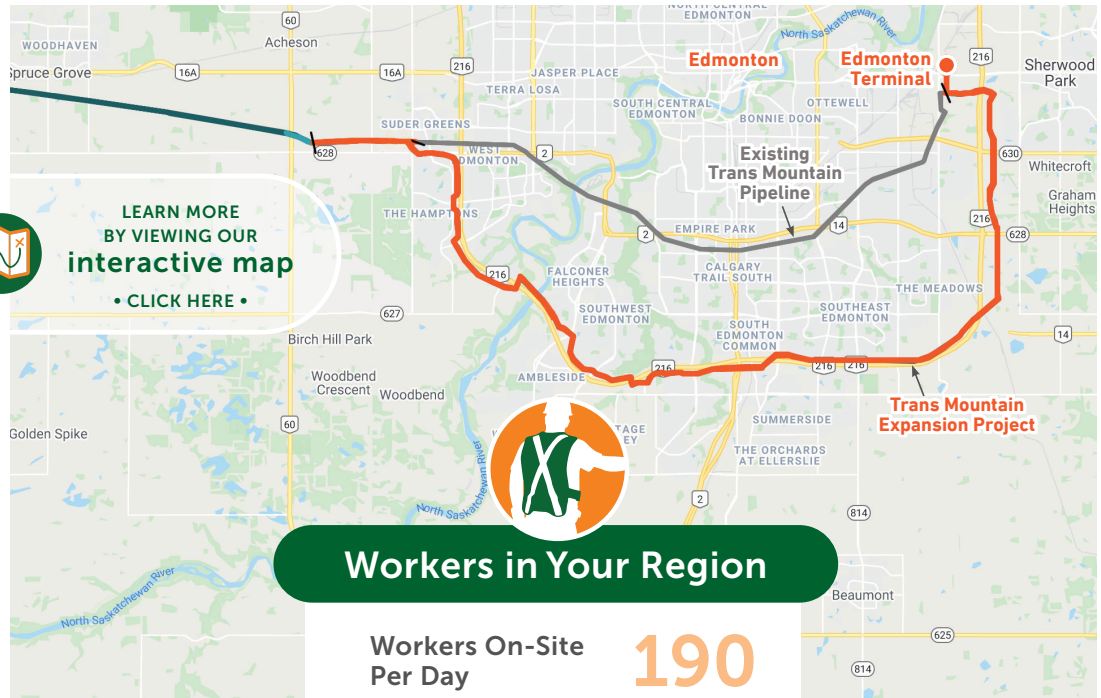 NORTH CENTRAL
EDMONTON
North Saskatchewan River
60
WOODHAVEN
Acheson
216
Edmonton
Edmonton
Terminal
216
Sherwood
Park
Spruce Grove
16A
16A
216
JASPER PLACE
TERRA LOSA
SOUTH CENTRAL
EDMONTON
OTTEWELL
BONNIE DOON
SUDER GREENS
628
WEST
EDMONTON
2
Existing
Trans Mountain
Pipeline
630
Whitecroft
Graham
Heights
LEARN MORE
BY VIEWING OUR
interactive map
• CLICK HERE •
THE HAMPTONS
2
EMPIRE PARK
14
216
628
216
FALCONER
HEIGHTS
CALGARY
TRAIL SOUTH
THE MEADOWS
627
SOUTHWEST
EDMONTON
SOUTHEAST
EDMONTON
Birch Hill Park
SOUTH
EDMONTON
COMMON
14
Woodbend
Crescent
Woodbend
AMBLESIDE
216
216
216
Trans Mountain
Expansion Project
60
Golden Spike
SUMMERSIDE
THE ORCHARDS
AT ELLERSLIE
North Saskatchewan River
2
814
Workers in Your Region
North Saskatchewan River
Beaumont
Workers On-Site
Per Day
190
625
814